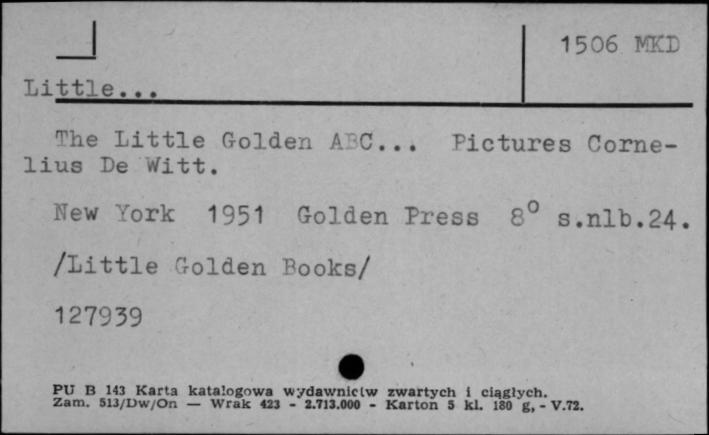 1506 MKD
Little...
The Little Golden ABC... Pictures Corne-
lius De Witt.
New York 1951 Golden Press 8° s.nlb.24.
/Little Golden Books/
127939
PU B 143 Karta katalogowa wydawnictw zwartych i ciągłych.
Zam. 513/Dw/On — Wrak 423 - 2.713.000 - Karton 5 kl. 180 g, - V.72.